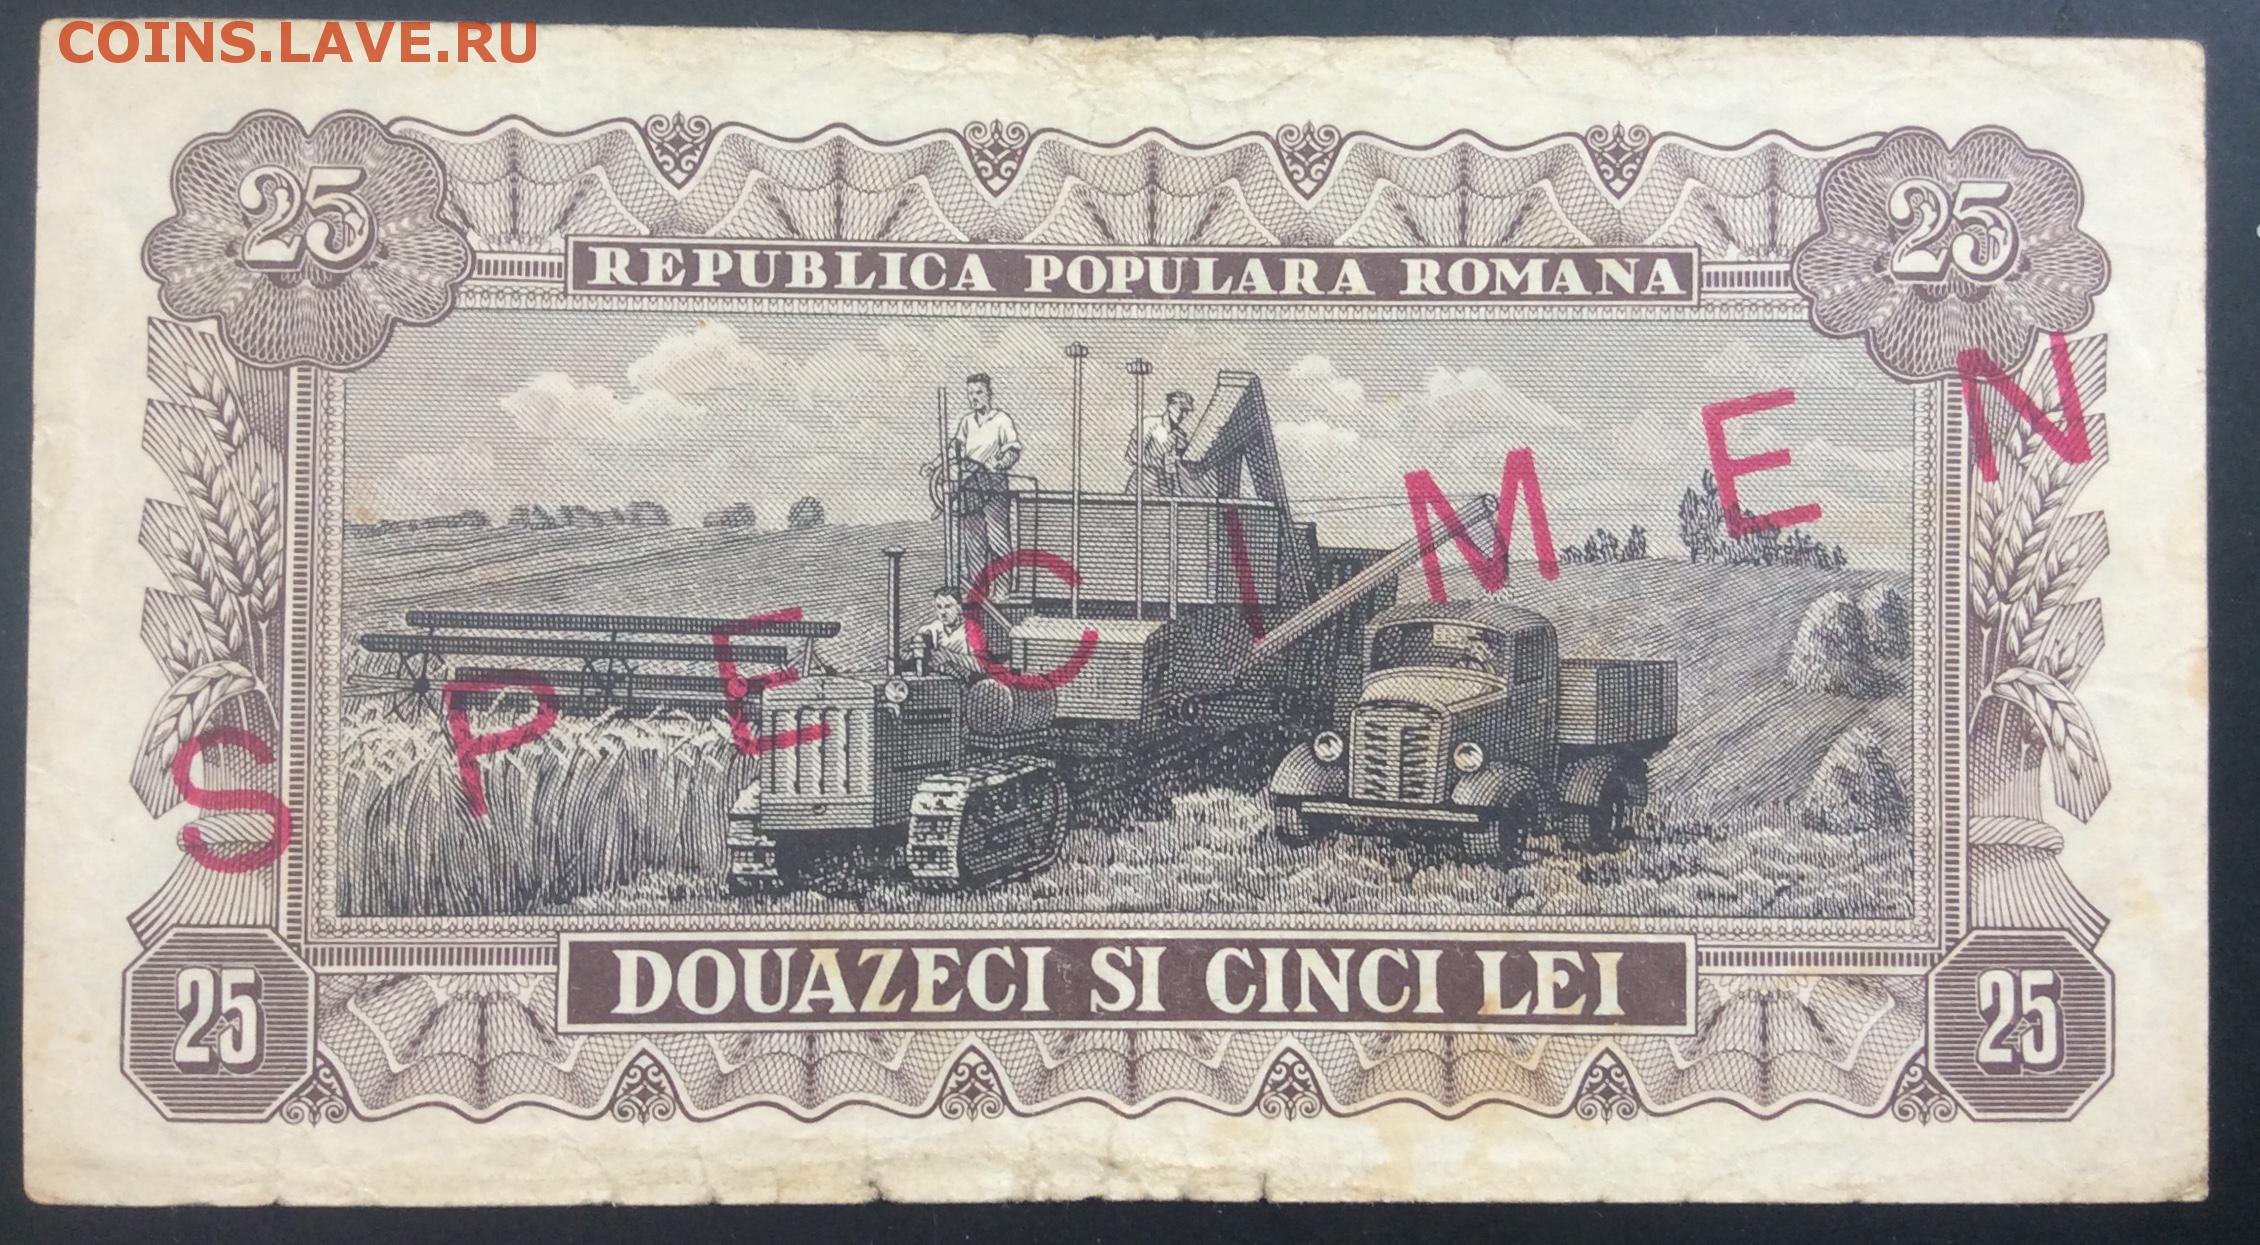 COINS.LAVE.RU
25 25
REPUBLICA POPULARA ROMANA
SPECIMEN
DOUAZECI SI CINCI LEI
25 25